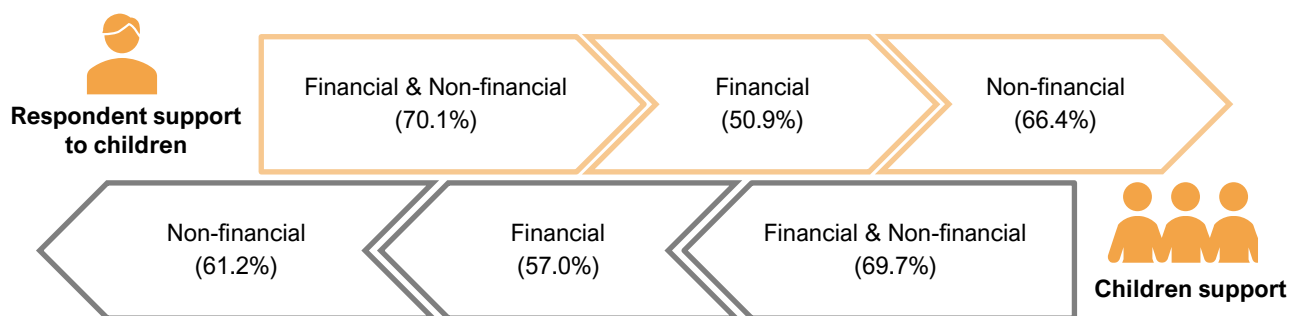 Respondent support
to children
Financial & Non-financial
(70.1%)
Financial
(50.9%)
Non-financial
(66.4%)
Non-financial
(61.2%)
Financial
(57.0%)
Financial & Non-financial
(69.7%)
Children support